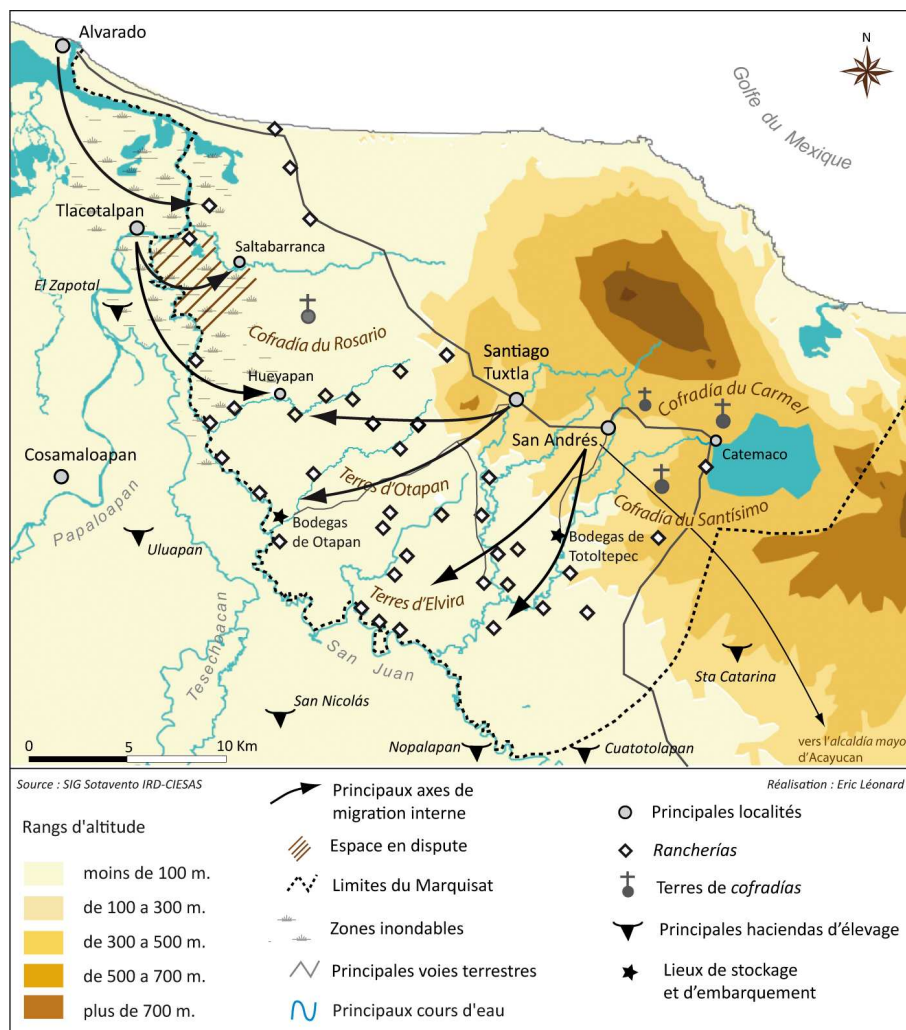 Alvarado
N
Golfe du Mexique
Tlacotalpan
Saltabarranca
El Zapotal
Cofradía du Rosario
Santiago
Tuxtla
Hueyapan
Cofradía du Carmel
San Andrés
Catemaco
Cosamaloapan
Terres d'Otapan
Cofradía du Santísimo
Papaloapan
Bodegas
de Otapan
Bodegas de
Totoltepec
Uluapan
Terres d'Elvira
Tesechoacan
San Juan
Sta Catarina
San Nicolás
0 5 10 Km
Nopalapan
Cuatotolapan
vers l'alcaldía mayo
d'Acayucan
Source : SIG Sotavento IRD-CIESAS
Réalisation : Eric Léonard
Rangs d'altitude
moins de 100 m.
de 100 a 300 m.
de 300 a 500 m.
de 500 a 700 m.
plus de 700 m.
Principaux axes de
migration interne
Espace en dispute
Limites du Marquisat
Zones inondables
Principales voies terrestres
Principaux cours d'eau
Principales localités
Rancherías
Terres de cofradías
Principales haciendas d'élevage
Lieux de stockage
et d'embarquement